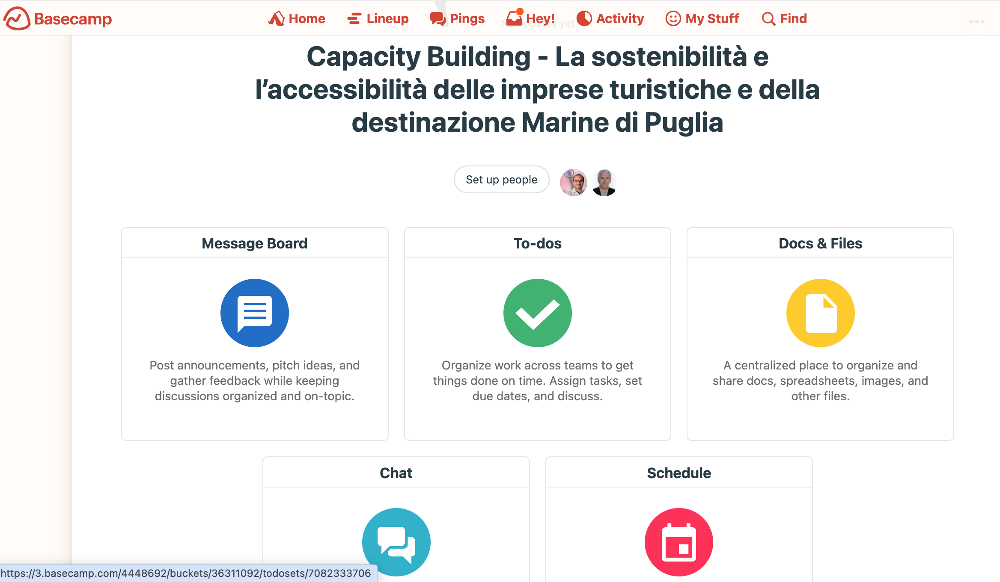 Basecamp
Home
Lineup
Pings
Hey!
Activity
My Stuff
Find
No updates yet
Capacity Building - La sostenibilità e
l’accessibilità delle imprese turistiche e della
destinazione Marine di Puglia
Set up people
Message Board
Post announcements, pitch ideas, and
gather feedback while keeping
discussions organized and on-topic.
To-dos
Organize work across teams to get
things done on time. Assign tasks, set
due dates, and discuss.
Docs & Files
A centralized place to organize and
share docs, spreadsheets, images, and
other files.
Chat
Schedule
https://3.basecamp.com/4448692/buckets/36311092/todosets/7082333706